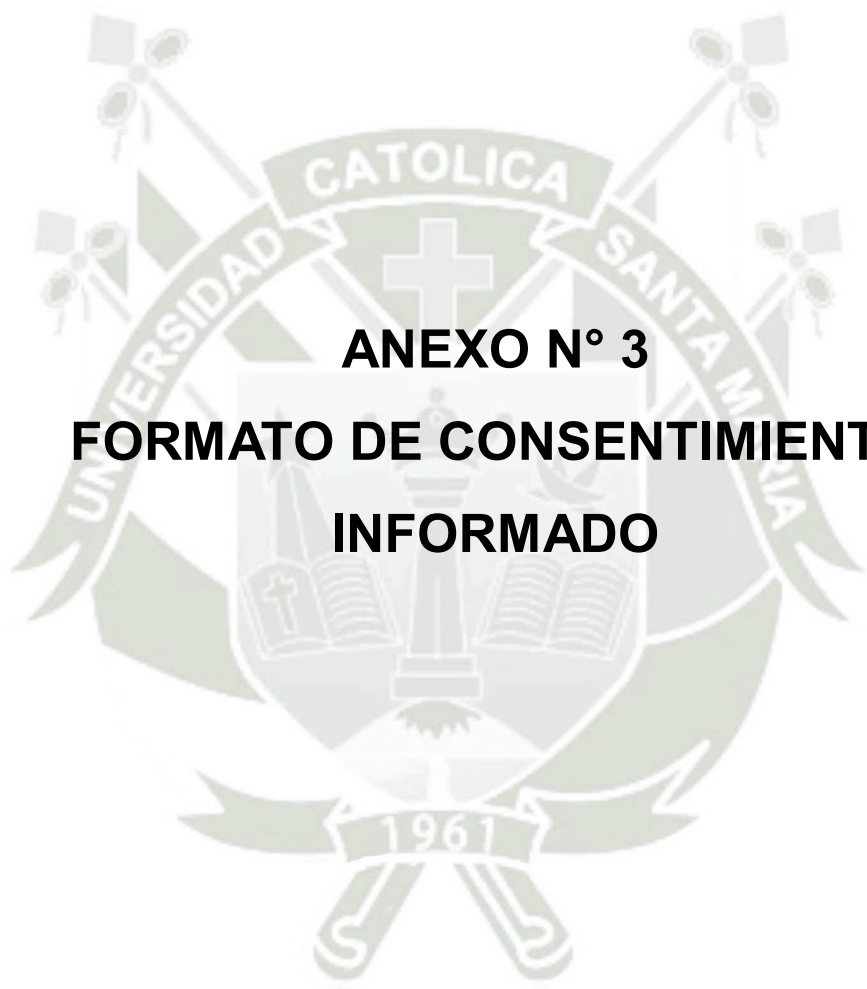 UNIVERSIDAD CATOLICA SANTA MARIA
ANEXO N° 3
FORMATO DE CONSENTIMIENT
INFORMADO
1961